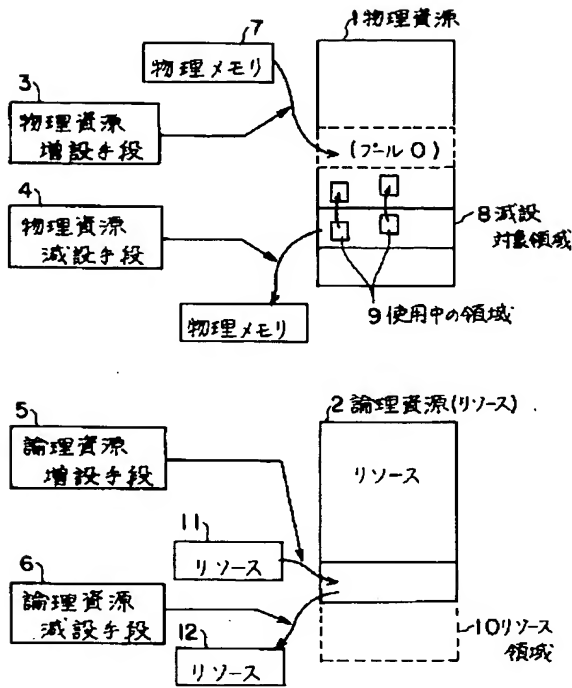 1 物理資源
7
物理メモリ
3
物理資源
増設手段
(プール 0)
4
物理資源
減設手段
8 減設
対象領域
物理メモリ
9 使用中の領域
2 論理資源(リソース)
5
論理資源
増設手段
リソース
11
リソース
6
論理資源
減設手段
12
リソース
10 リソース
領域